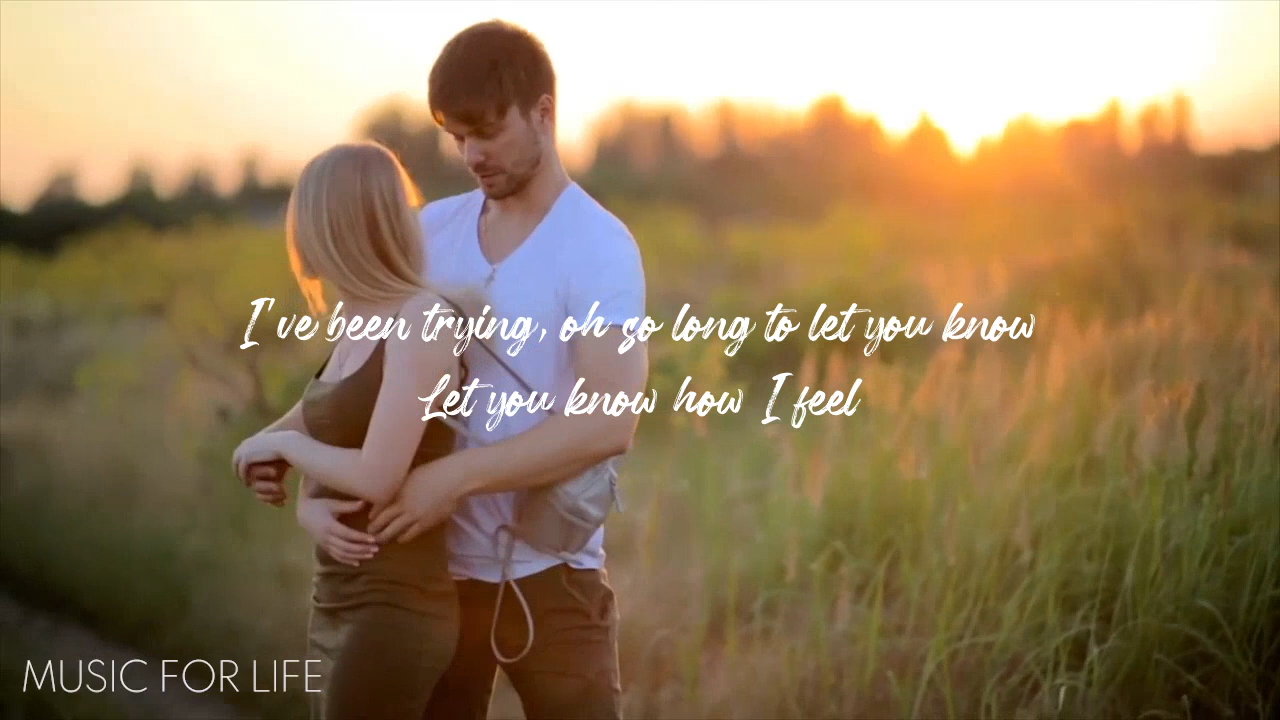 I've been trying, oh so long to let you know
Let you know how I feel
MUSIC FOR LIFE